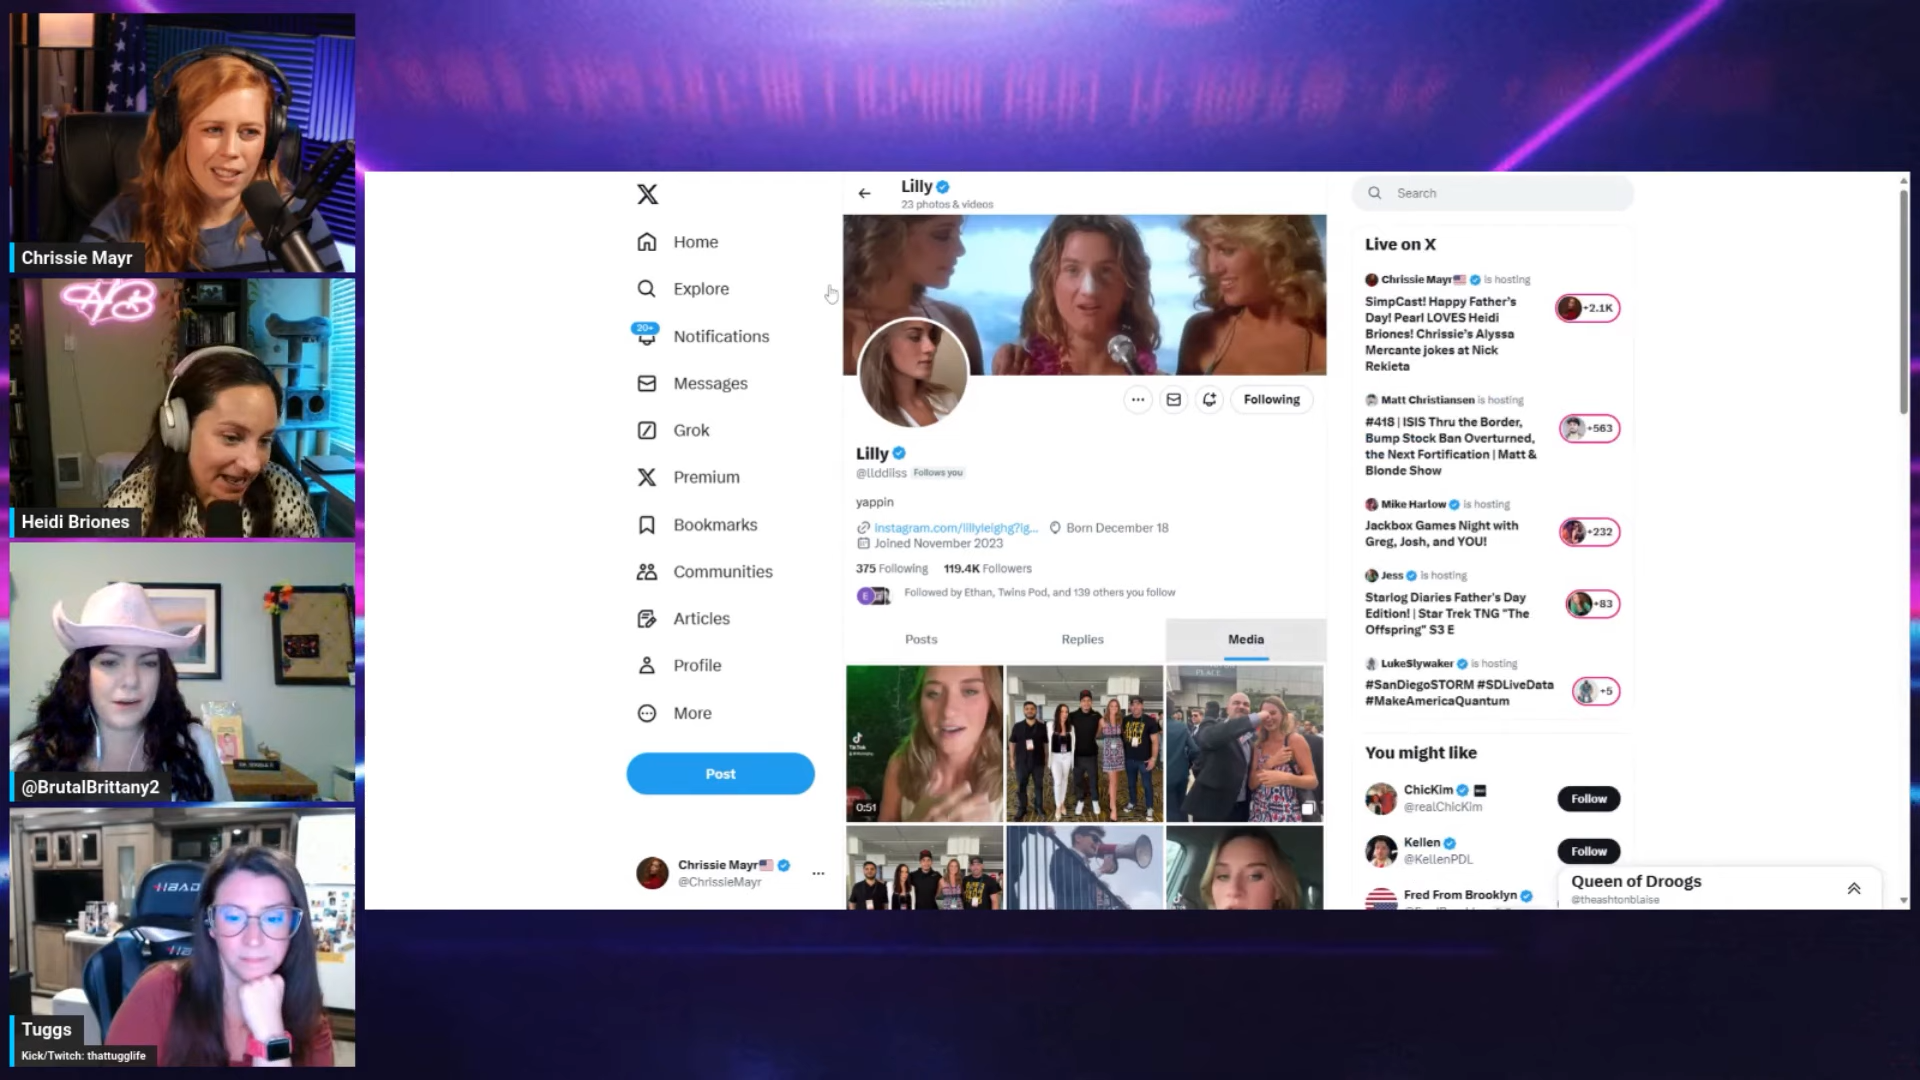 Chrissie Mayr
HB
Heidi Briones
@BrutalBrittany2
HBADA
Tuggs
Kick/Twitch: thattugglife
X
Home
Explore
20+
Notifications
Messages
Grok
Premium
Bookmarks
Communities
Articles
Profile
More
Post
Chrissie Mayr
@ChrissieMayr
Lilly
23 photos & videos
Following
Lilly
@llddiiss Follows you
yappin
instagram.com/lillyleighg?ig... Born December 18
Joined November 2023
375 Following 119.4K Followers
E
Followed by Ethan, Twins Pod, and 139 others you follow
Posts Replies Media
TikTok
0:51
PLACE
Search
Live on X
Chrissie Mayr is hosting
SimpCast! Happy Father's
Day! Pearl LOVES Heidi
Briones! Chrissie's Alyssa
Mercante jokes at Nick
Rekieta
+2.1K
Matt Christiansen is hosting
#418 | ISIS Thru the Border,
Bump Stock Ban Overturned,
the Next Fortification | Matt &
Blonde Show
+563
Mike Harlow is hosting
Jackbox Games Night with
Greg, Josh, and YOU!
+232
Jess is hosting
Starlog Diaries Father's Day
Edition! | Star Trek TNG "The
Offspring" S3 E
+83
LukeSlywaker is hosting
#SanDiegoSTORM #SDLiveData
#MakeAmericaQuantum
+5
You might like
ChicKim
@realChicKim
Follow
Kellen
@KellenPDL
Follow
Fred From Brooklyn
Queen of Droogs
@theashtonblaise